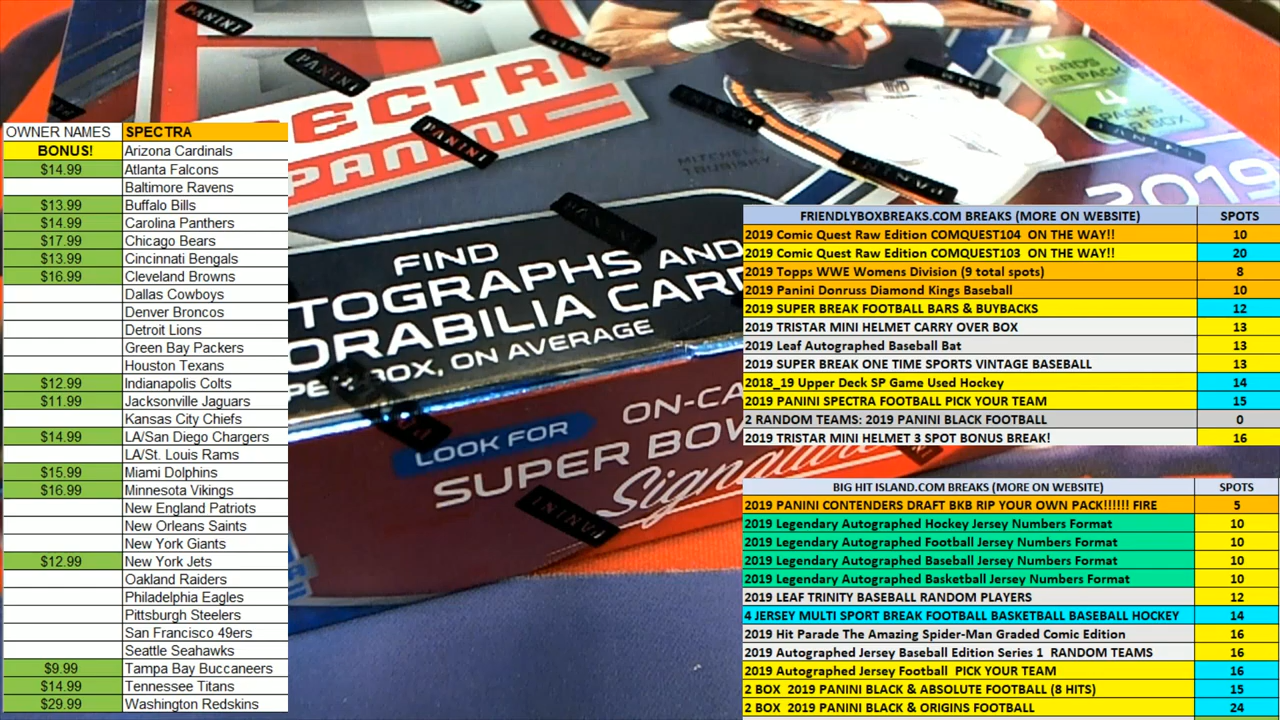 PANINI
PANINI
PANINI
PANINI
SPECTRA
PANINI
MITCHELL
TRUBISKY
4
CARDS
PER PACK
4
PACKS
2019
FIND
AUTOGRAPHS AND
PER BOX, ON AVERAGE
LOOK FOR
SUPER BOWL
Signatures
PANINI
OWNER NAMES SPECTRA
BONUS! Arizona Cardinals
$14.99 Atlanta Falcons
Baltimore Ravens
$13.99 Buffalo Bills
$14.99 Carolina Panthers
$17.99 Chicago Bears
$13.99 Cincinnati Bengals
$16.99 Cleveland Browns
Dallas Cowboys
Denver Broncos
Detroit Lions
Green Bay Packers
Houston Texans
$12.99 Indianapolis Colts
$11.99 Jacksonville Jaguars
Kansas City Chiefs
$14.99 LA/San Diego Chargers
LA/St. Louis Rams
$15.99 Miami Dolphins
$16.99 Minnesota Vikings
New England Patriots
New Orleans Saints
New York Giants
$12.99 New York Jets
Oakland Raiders
Philadelphia Eagles
Pittsburgh Steelers
San Francisco 49ers
Seattle Seahawks
$9.99 Tampa Bay Buccaneers
$14.99 Tennessee Titans
$29.99 Washington Redskins
FRIENDLYBOXBREAKS.COM BREAKS (MORE ON WEBSITE) SPOTS
2019 Comic Quest Raw Edition COMQUEST104 ON THE WAY!! 10
2019 Comic Quest Raw Edition COMQUEST103 ON THE WAY!! 20
2019 Topps WWE Womens Division (9 total spots) 8
2019 Panini Donruss Diamond Kings Baseball 10
2019 SUPER BREAK FOOTBALL BARS & BUYBACKS 12
2019 TRISTAR MINI HELMET CARRY OVER BOX 13
2019 Leaf Autographed Baseball Bat 13
2019 SUPER BREAK ONE TIME SPORTS VINTAGE BASEBALL 13
2018_19 Upper Deck SP Game Used Hockey 14
2019 PANINI SPECTRA FOOTBALL PICK YOUR TEAM 15
2 RANDOM TEAMS: 2019 PANINI BLACK FOOTBALL 0
2019 TRISTAR MINI HELMET 3 SPOT BONUS BREAK! 16
BIG HIT ISLAND.COM BREAKS (MORE ON WEBSITE) SPOTS
2019 PANINI CONTENDERS DRAFT BKB RIP YOUR OWN PACK!!!!!! FIRE 5
2019 Legendary Autographed Hockey Jersey Numbers Format 10
2019 Legendary Autographed Football Jersey Numbers Format 10
2019 Legendary Autographed Baseball Jersey Numbers Format 10
2019 Legendary Autographed Basketball Jersey Numbers Format 10
2019 LEAF TRINITY BASEBALL RANDOM PLAYERS 12
4 JERSEY MULTI SPORT BREAK FOOTBALL BASKETBALL BASEBALL HOCKEY 14
2019 Hit Parade The Amazing Spider-Man Graded Comic Edition 16
2019 Autographed Jersey Baseball Edition Series 1 RANDOM TEAMS 16
2019 Autographed Jersey Football PICK YOUR TEAM 16
2 BOX 2019 PANINI BLACK & ABSOLUTE FOOTBALL (8 HITS) 15
2 BOX 2019 PANINI BLACK & ORIGINS FOOTBALL 24